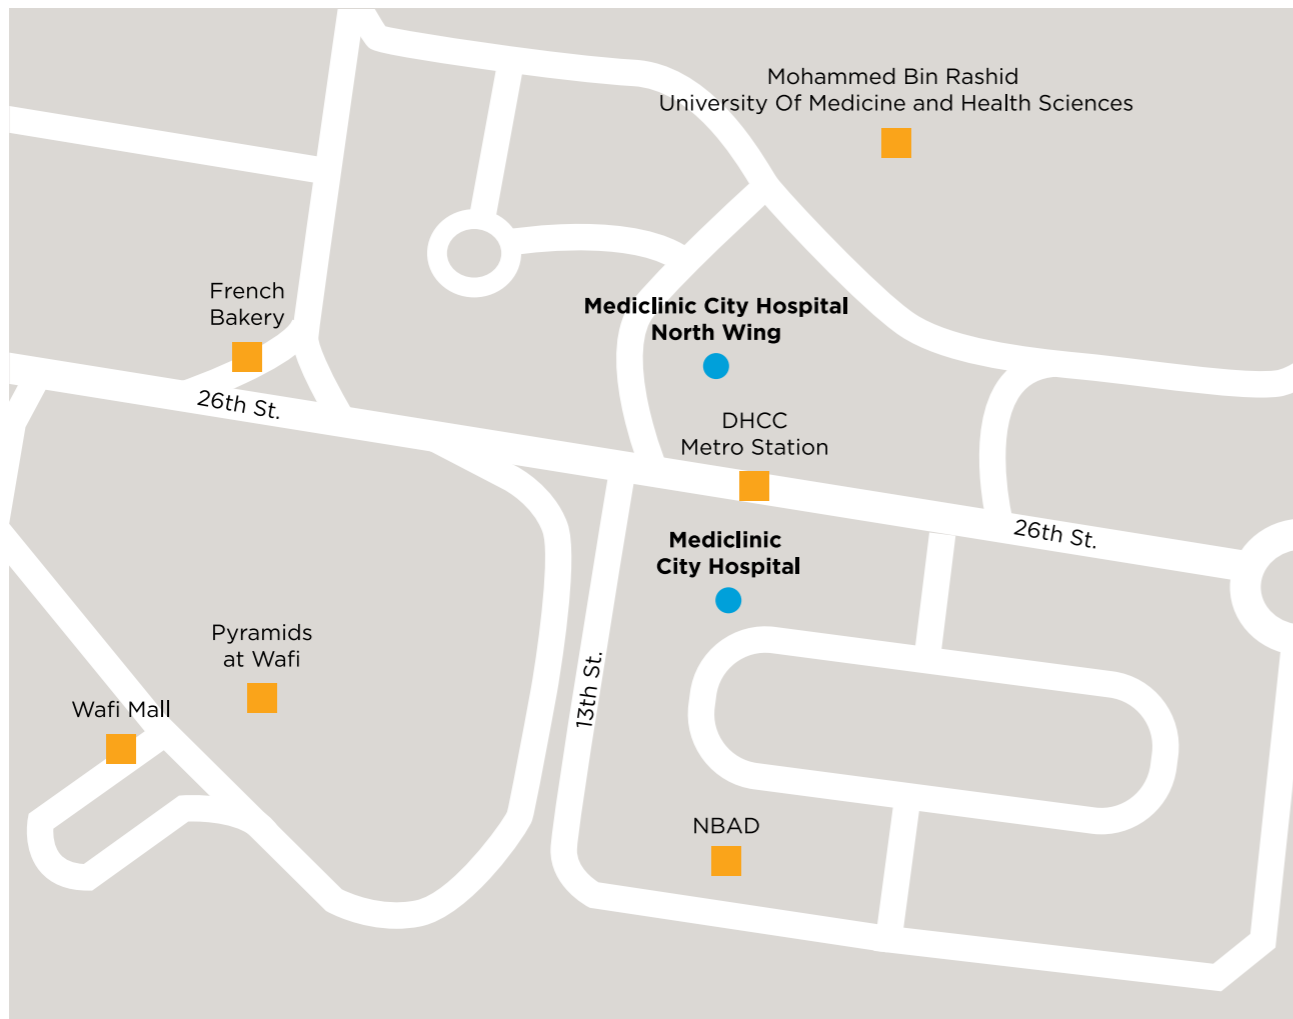 Mohammed Bin Rashid
University Of Medicine and Health Sciences
French
Bakery
Mediclinic City Hospital
North Wing
26th St.
DHCC
Metro Station
26th St.
Mediclinic
City Hospital
Pyramids
at Wafi
13th St.
Wafi Mall
NBAD